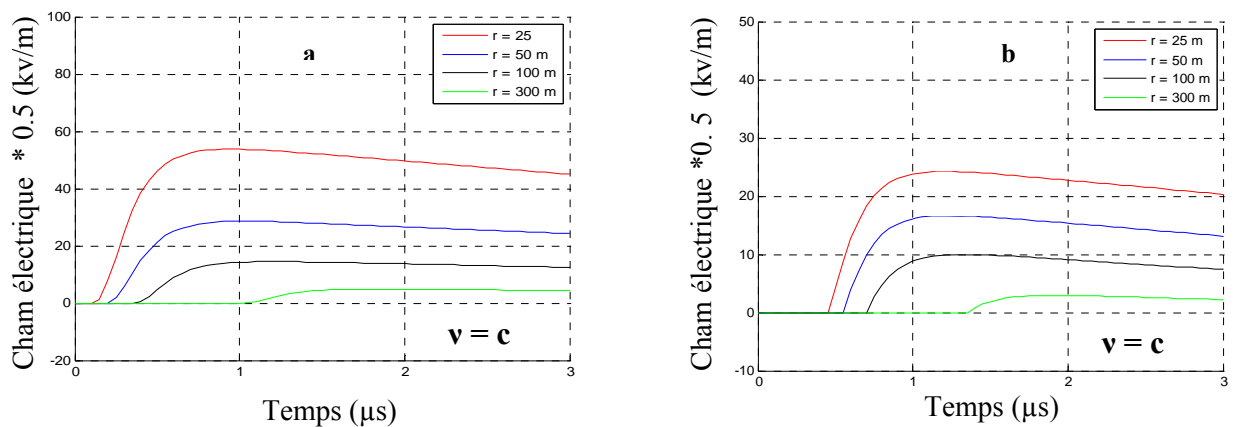 Cham électrique * 0.5 (kv/m)
100
80
60
40
20
0
-20
0
1
2
3
a
r = 25
r = 50 m
r = 100 m
r = 300 m
ν = c
Temps (µs)
Cham électrique *0. 5 (kv/m)
50
40
30
20
10
0
-10
0
1
2
3
b
r = 25 m
r = 50 m
r = 100 m
r = 300 m
ν = c
Temps (µs)